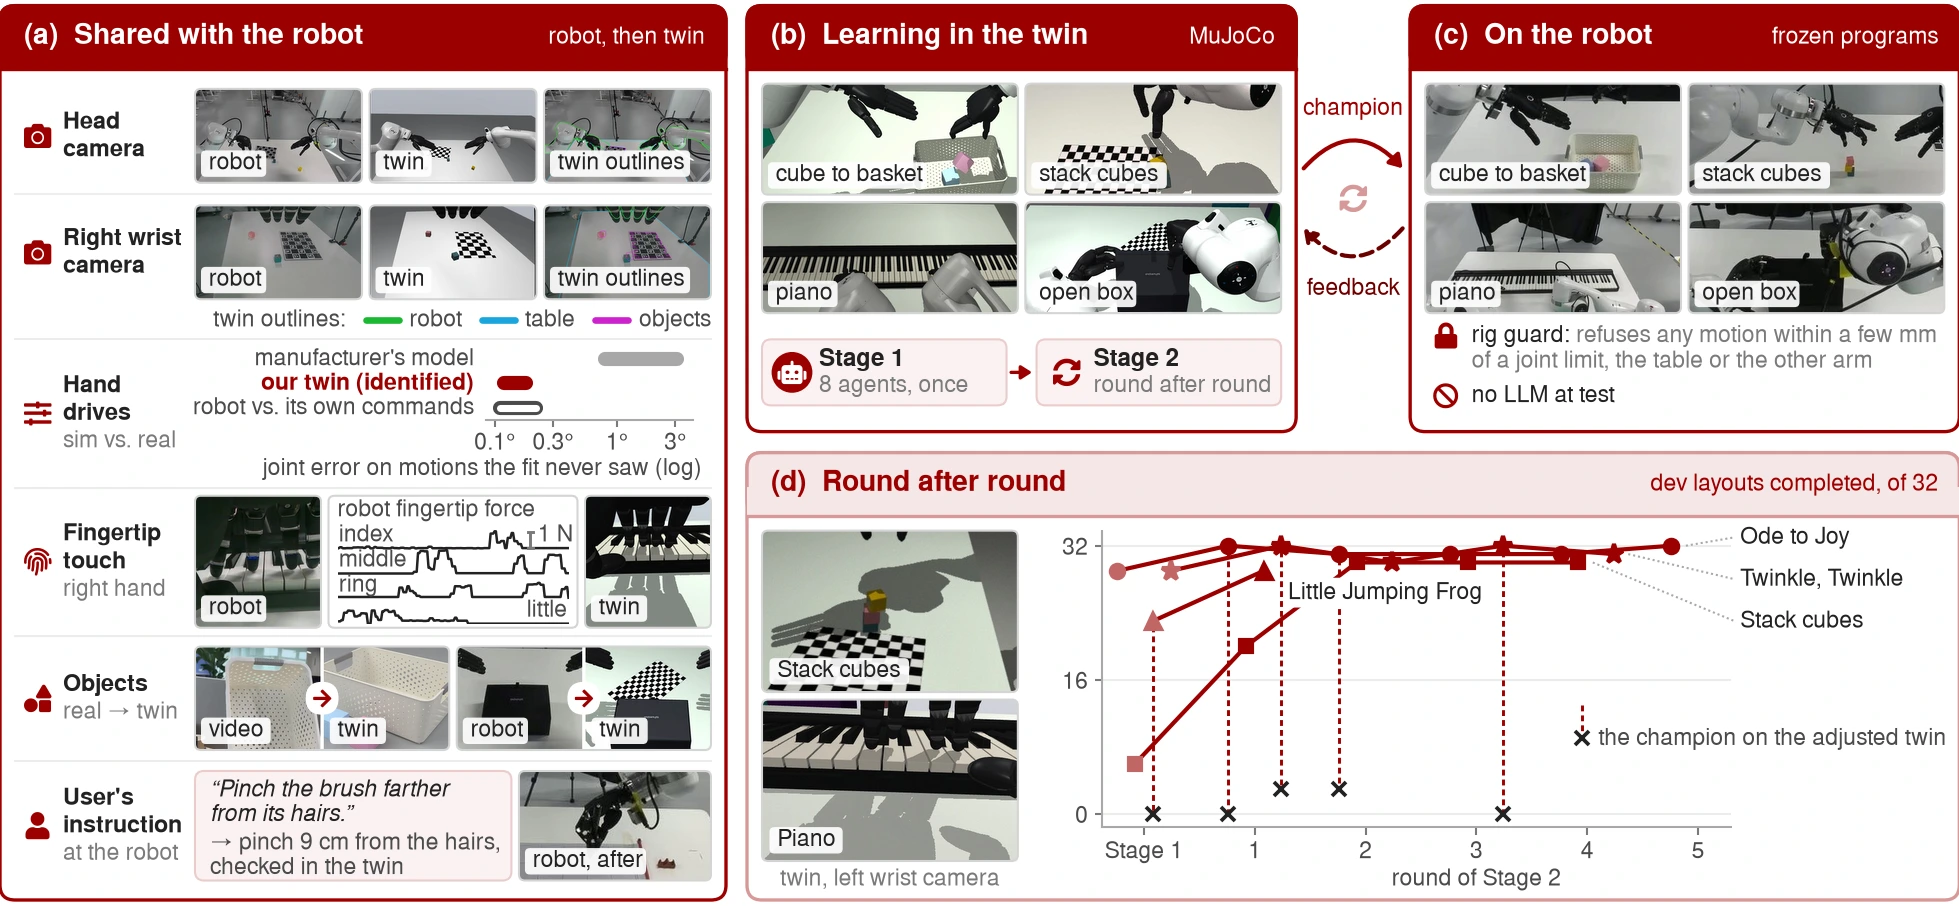 (a) Shared with the robot
robot, then twin
Head
camera
robot
twin
twin outlines
Right wrist
camera
robot
twin
twin outlines
twin outlines:
robot
table
objects
Hand
drives
sim vs. real
manufacturer's model
our twin (identified)
robot vs. its own commands
0.1°
0.3°
1°
3°
joint error on motions the fit never saw (log)
Fingertip
touch
right hand
robot
robot fingertip force
index
1 N
middle
ring
little
twin
Objects
real → twin
video
twin
robot
twin
User's
instruction
at the robot
“Pinch the brush farther
from its hairs.”
→ pinch 9 cm from the hairs,
checked in the twin
robot, after
(b) Learning in the twin
MuJoCo
cube to basket
stack cubes
piano
open box
Stage 1
8 agents, once
Stage 2
round after round
champion
feedback
(c) On the robot
frozen programs
cube to basket
stack cubes
piano
open box
rig guard: refuses any motion within a few mm
of a joint limit, the table or the other arm
no LLM at test
(d) Round after round
dev layouts completed, of 32
Stack cubes
Piano
twin, left wrist camera
32
16
0
Little Jumping Frog
Ode to Joy
Twinkle, Twinkle
Stack cubes
the champion on the adjusted twin
Stage 1
1
2
3
4
5
round of Stage 2